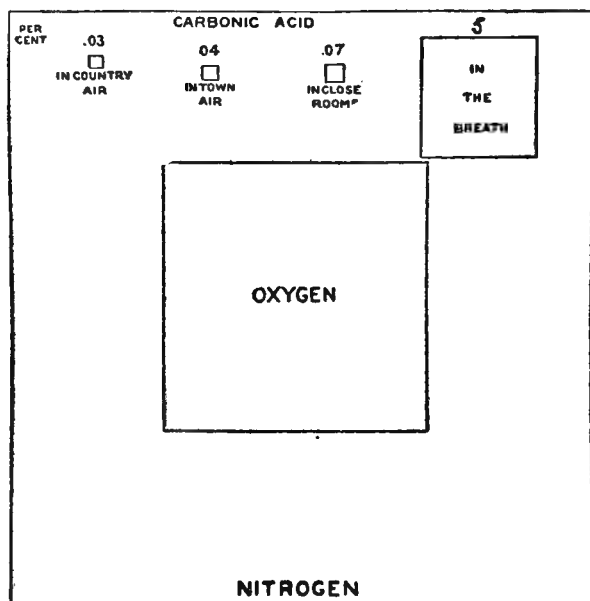 CARBONIC ACID
PER
CENT
.03
IN COUNTRY
AIR
04
IN TOWN
AIR
.07
IN CLOSE
ROOMS
5
IN
THE
BREATH
OXYGEN
NITROGEN